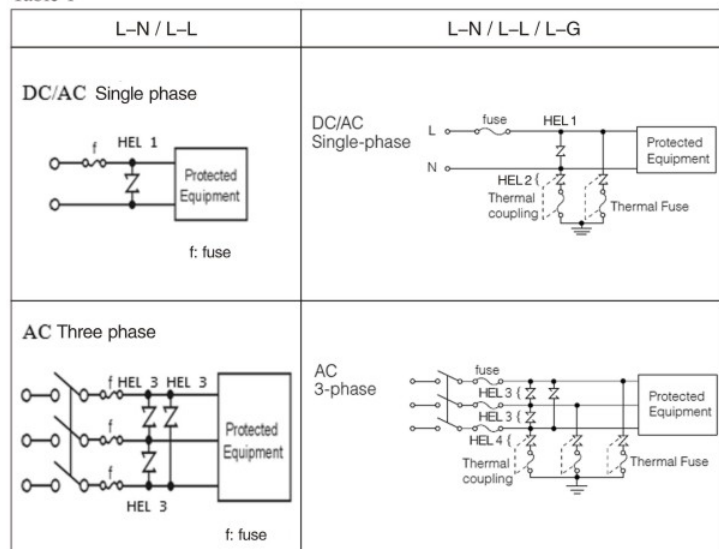 L–N / L–L
L–N / L–L / L–G
DC/AC Single phase
f HEL 1
Protected
Equipment
f: fuse
DC/AC
Single-phase
L
fuse
HEL 1
N
Protected
Equipment
HEL 2 {
Thermal
coupling
Thermal Fuse
AC Three phase
f HEL 3 HEL 3
f
f
HEL 3
Protected
Equipment
f: fuse
AC
3-phase
fuse
HEL 3 {
HEL 3 {
HEL 4 {
Protected
Equipment
Thermal
coupling
Thermal Fuse